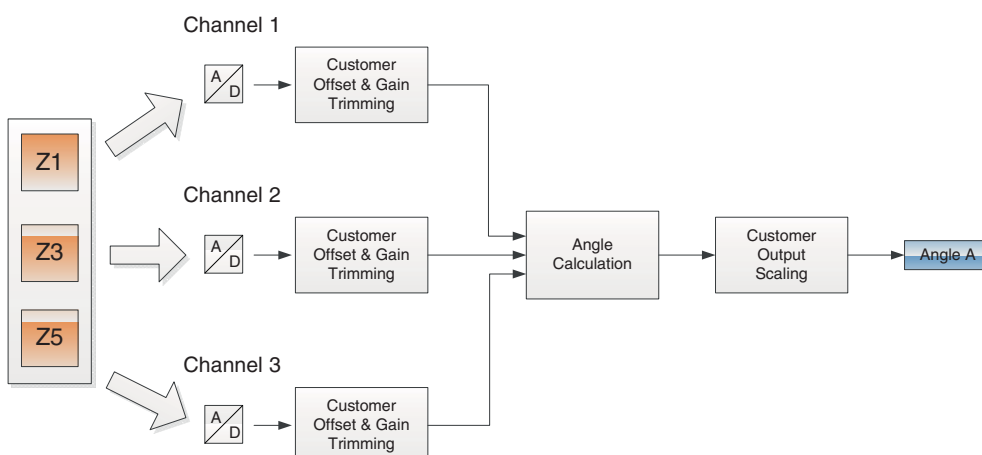 Channel 1
A
D
Customer
Offset & Gain
Trimming
Z1
Channel 2
Z3
A
D
Customer
Offset & Gain
Trimming
Angle
Calculation
Customer
Output
Scaling
Angle A
Z5
Channel 3
A
D
Customer
Offset & Gain
Trimming